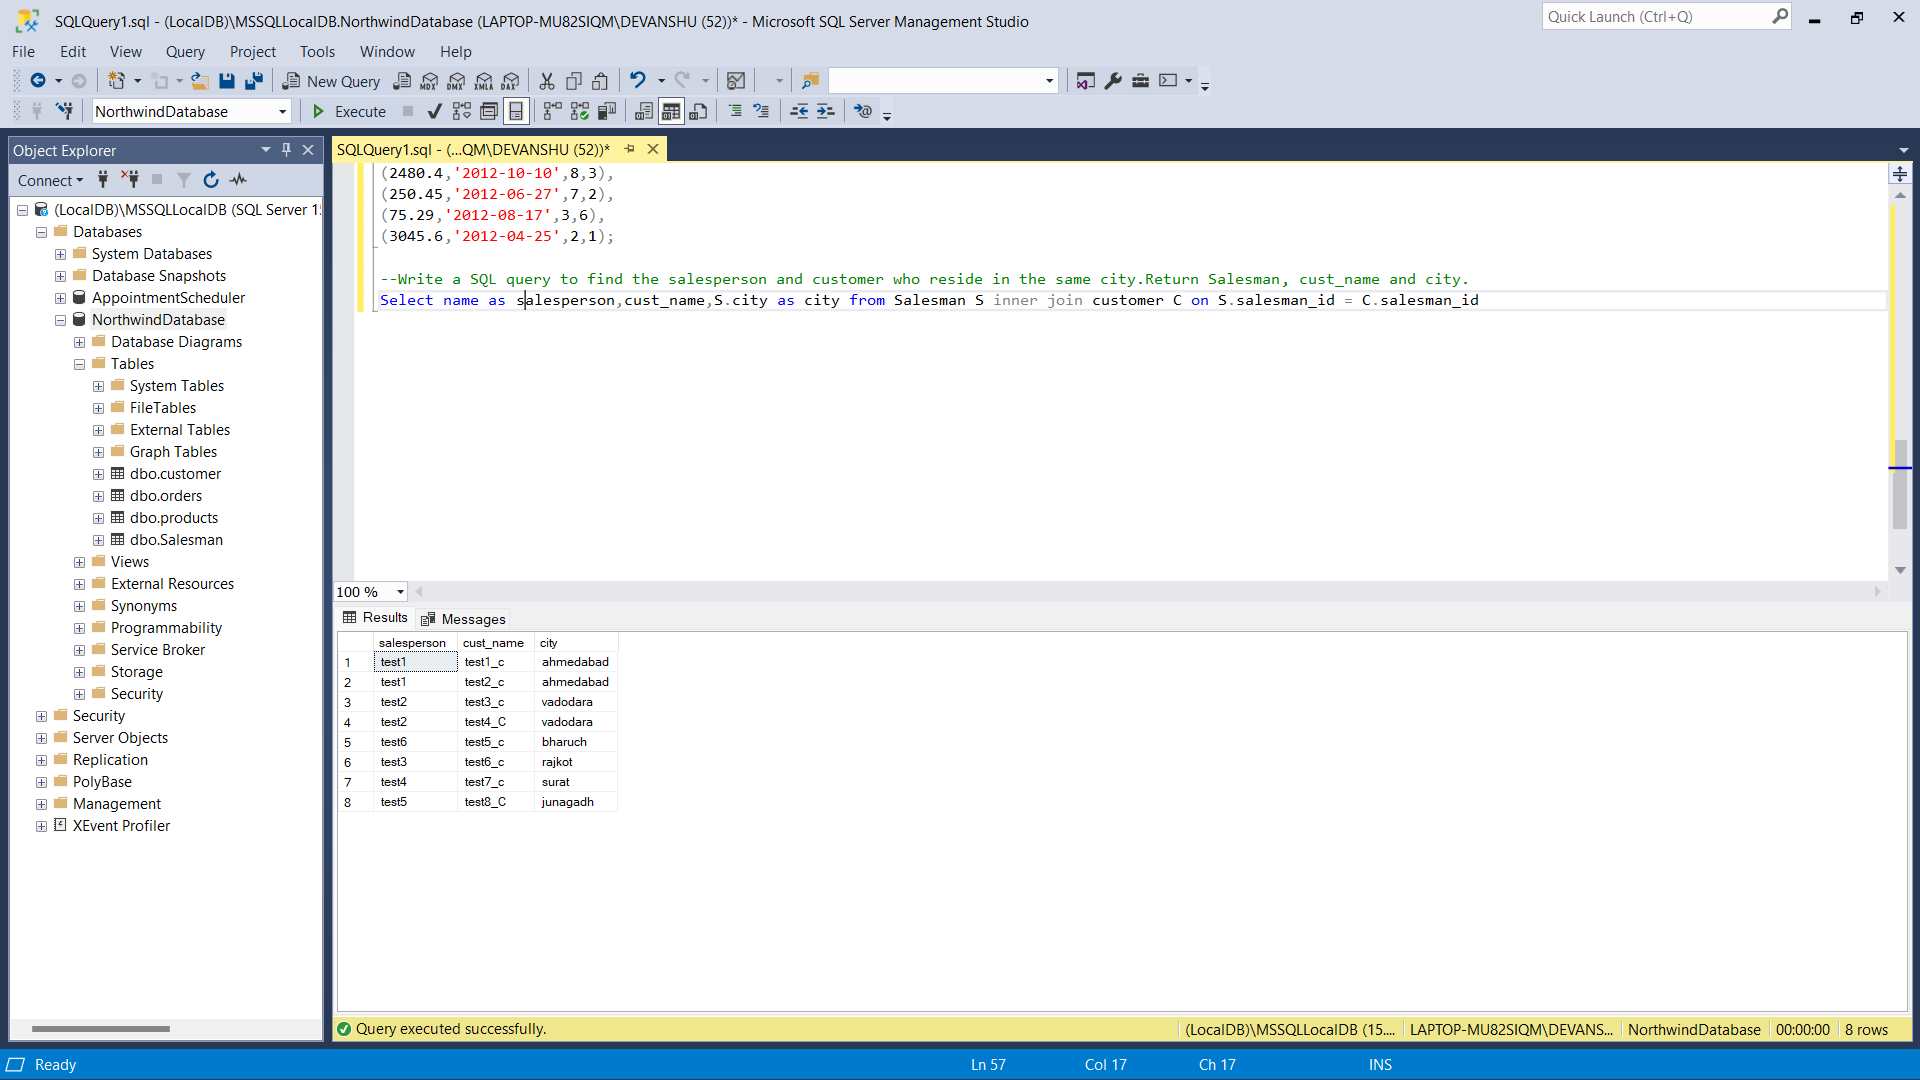 SQLQuery1.sql - (LocalDB)\MSSQLLocalDB.NorthwindDatabase (LAPTOP-MU82SIQM\DEVANSHU (52))* - Microsoft SQL Server Management Studio
Quick Launch (Ctrl+Q)
File Edit View Query Project Tools Window Help
New Query MDX DMX XMLA DAX
NorthwindDatabase Execute
Object Explorer
SQLQuery1.sql - (...QM\DEVANSHU (52))*
Connect
(LocalDB)\MSSQLLocalDB (SQL Server 1
Databases
System Databases
Database Snapshots
AppointmentScheduler
NorthwindDatabase
Database Diagrams
Tables
System Tables
FileTables
External Tables
Graph Tables
dbo.customer
dbo.orders
dbo.products
dbo.Salesman
Views
External Resources
Synonyms
Programmability
Service Broker
Storage
Security
Security
Server Objects
Replication
PolyBase
Management
XEvent Profiler
(2480.4,'2012-10-10',8,3),
(250.45,'2012-06-27',7,2),
(75.29,'2012-08-17',3,6),
(3045.6,'2012-04-25',2,1);
--Write a SQL query to find the salesperson and customer who reside in the same city.Return Salesman, cust_name and city.
Select name as salesperson,cust_name,S.city as city from Salesman S inner join customer C on S.salesman_id = C.salesman_id
100 %
Results Messages
salesperson cust_name city
1 test1 test1_c ahmedabad
2 test1 test2_c ahmedabad
3 test2 test3_c vadodara
4 test2 test4_C vadodara
5 test6 test5_c bharuch
6 test3 test6_c rajkot
7 test4 test7_c surat
8 test5 test8_C junagadh
Query executed successfully.
(LocalDB)\MSSQLLocalDB (15.... LAPTOP-MU82SIQM\DEVANS... NorthwindDatabase 00:00:00 8 rows
Ready Ln 57 Col 17 Ch 17 INS